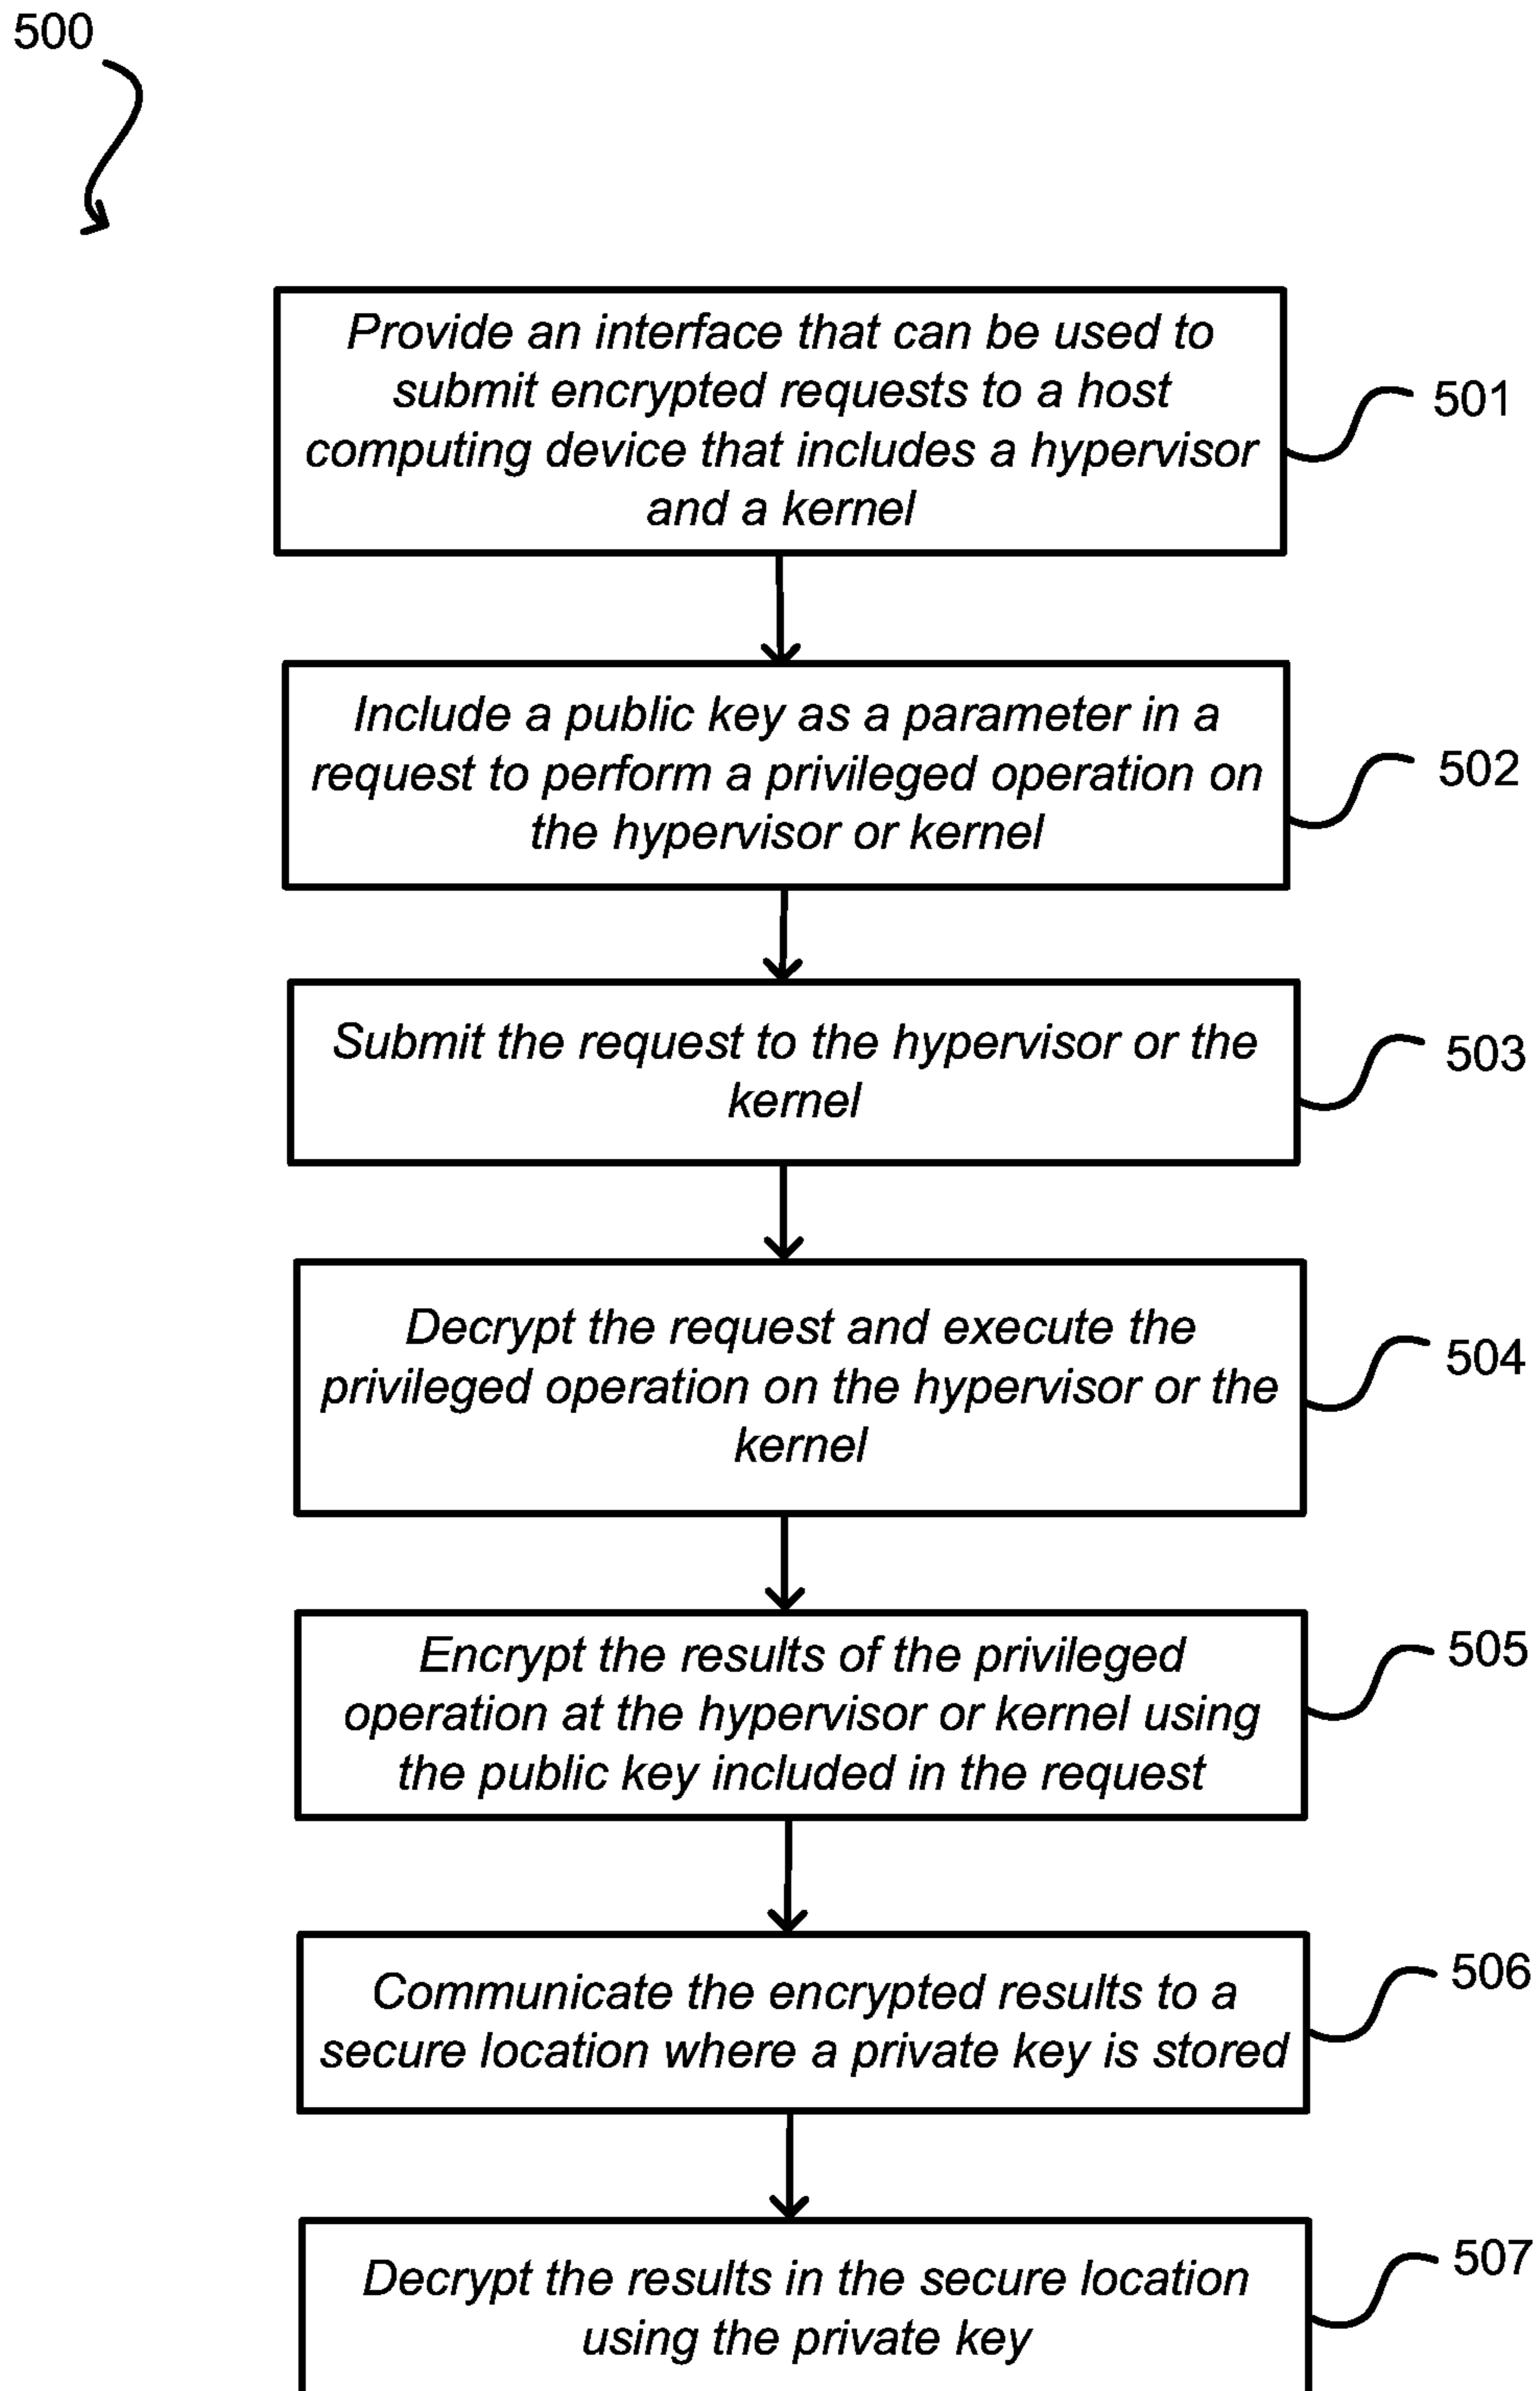 500
Provide an interface that can be used to
submit encrypted requests to a host
computing device that includes a hypervisor
and a kernel
501
Include a public key as a parameter in a
request to perform a privileged operation on
the hypervisor or kernel
502
Submit the request to the hypervisor or the
kernel
503
Decrypt the request and execute the
privileged operation on the hypervisor or the
kernel
504
Encrypt the results of the privileged
operation at the hypervisor or kernel using
the public key included in the request
505
Communicate the encrypted results to a
secure location where a private key is stored
506
Decrypt the results in the secure location
using the private key
507